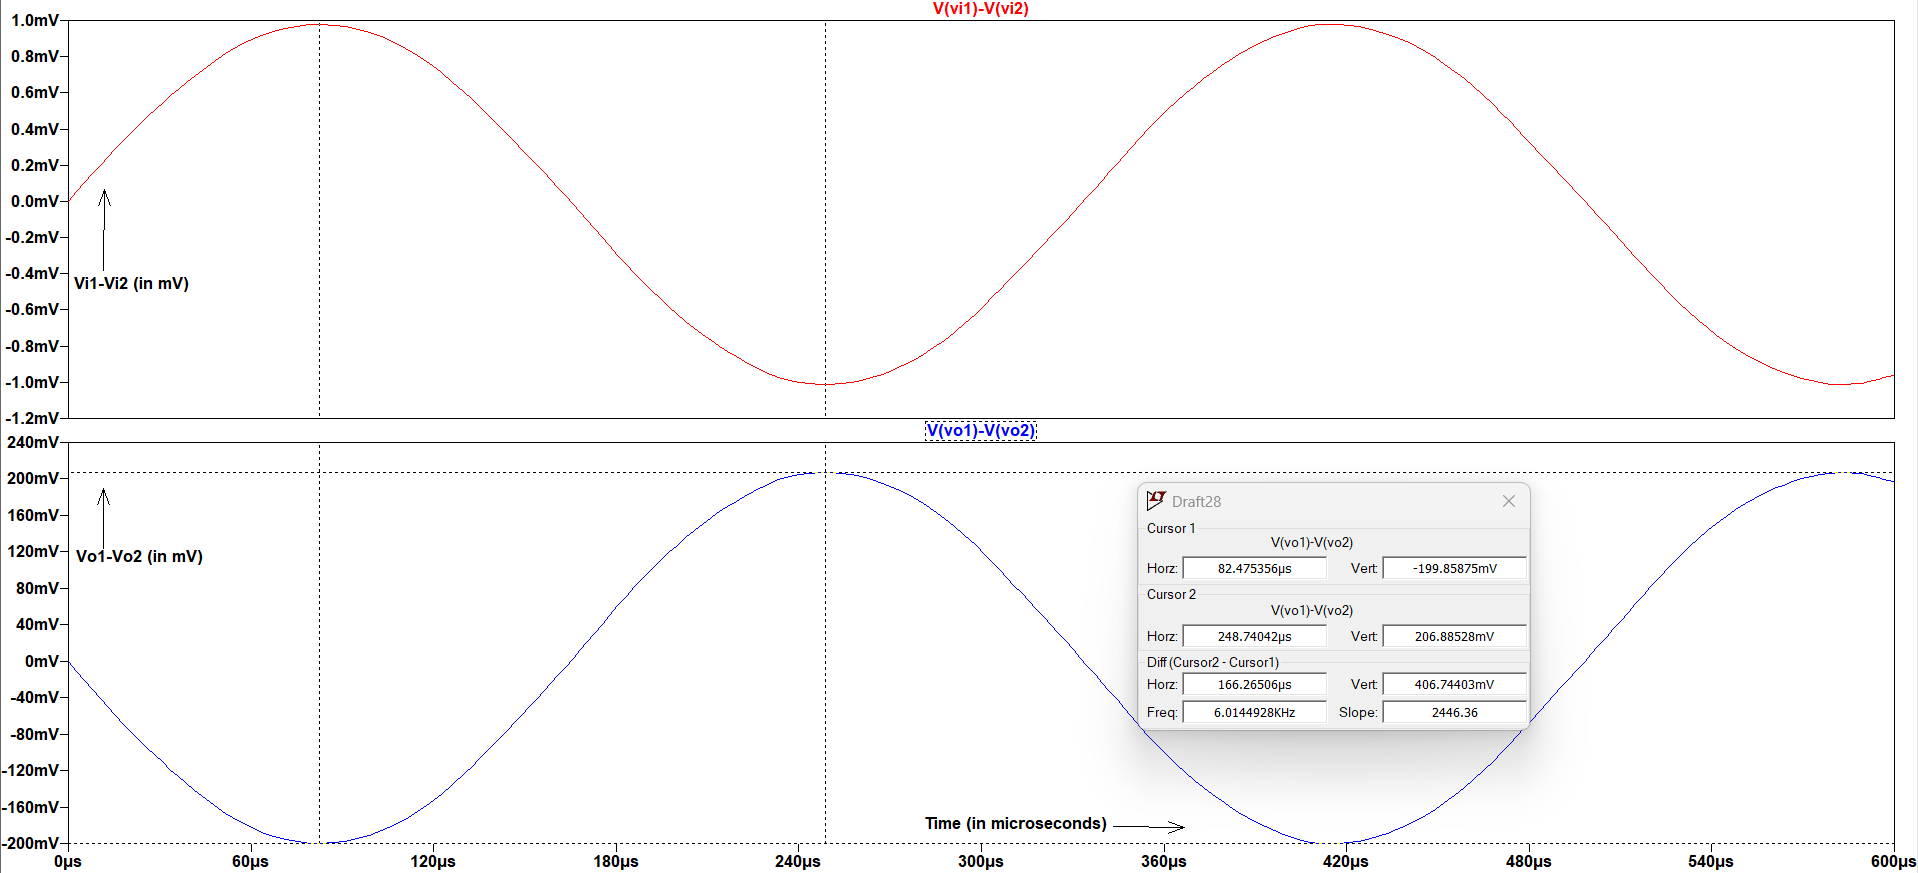 V(vi1)-V(vi2)
1.0mV
0.8mV
0.6mV
0.4mV
0.2mV
0.0mV
-0.2mV
-0.4mV
-0.6mV
-0.8mV
-1.0mV
-1.2mV
Vi1-Vi2 (in mV)
V(vo1)-V(vo2)
240mV
200mV
160mV
120mV
80mV
40mV
0mV
-40mV
-80mV
-120mV
-160mV
-200mV
Vo1-Vo2 (in mV)
Draft28
Cursor 1
V(vo1)-V(vo2)
Horz: 82.475356µs Vert: -199.85875mV
Cursor 2
V(vo1)-V(vo2)
Horz: 248.74042µs Vert: 206.88528mV
Diff (Cursor2 - Cursor1)
Horz: 166.26506µs Vert: 406.74403mV
Freq: 6.0144928KHz Slope: 2446.36
Time (in microseconds)
0µs 60µs 120µs 180µs 240µs 300µs 360µs 420µs 480µs 540µs 600µs